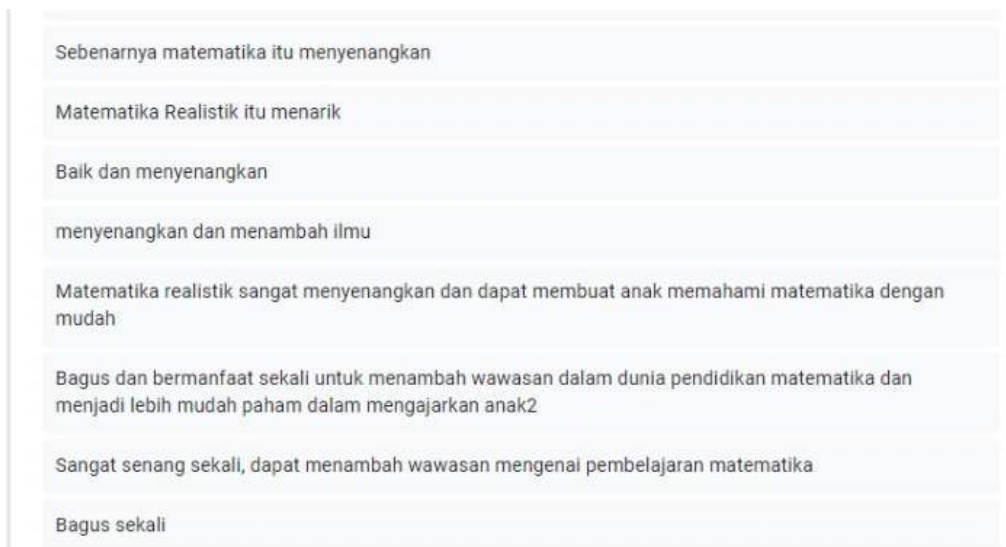 Sebenarnya matematika itu menyenangkan
Matematika Realistik itu menarik
Baik dan menyenangkan
menyenangkan dan menambah ilmu
Matematika realistik sangat menyenangkan dan dapat membuat anak memahami matematika dengan
mudah
Bagus dan bermanfaat sekali untuk menambah wawasan dalam dunia pendidikan matematika dan
menjadi lebih mudah paham dalam mengajarkan anak2
Sangat senang sekali, dapat menambah wawasan mengenai pembelajaran matematika
Bagus sekali